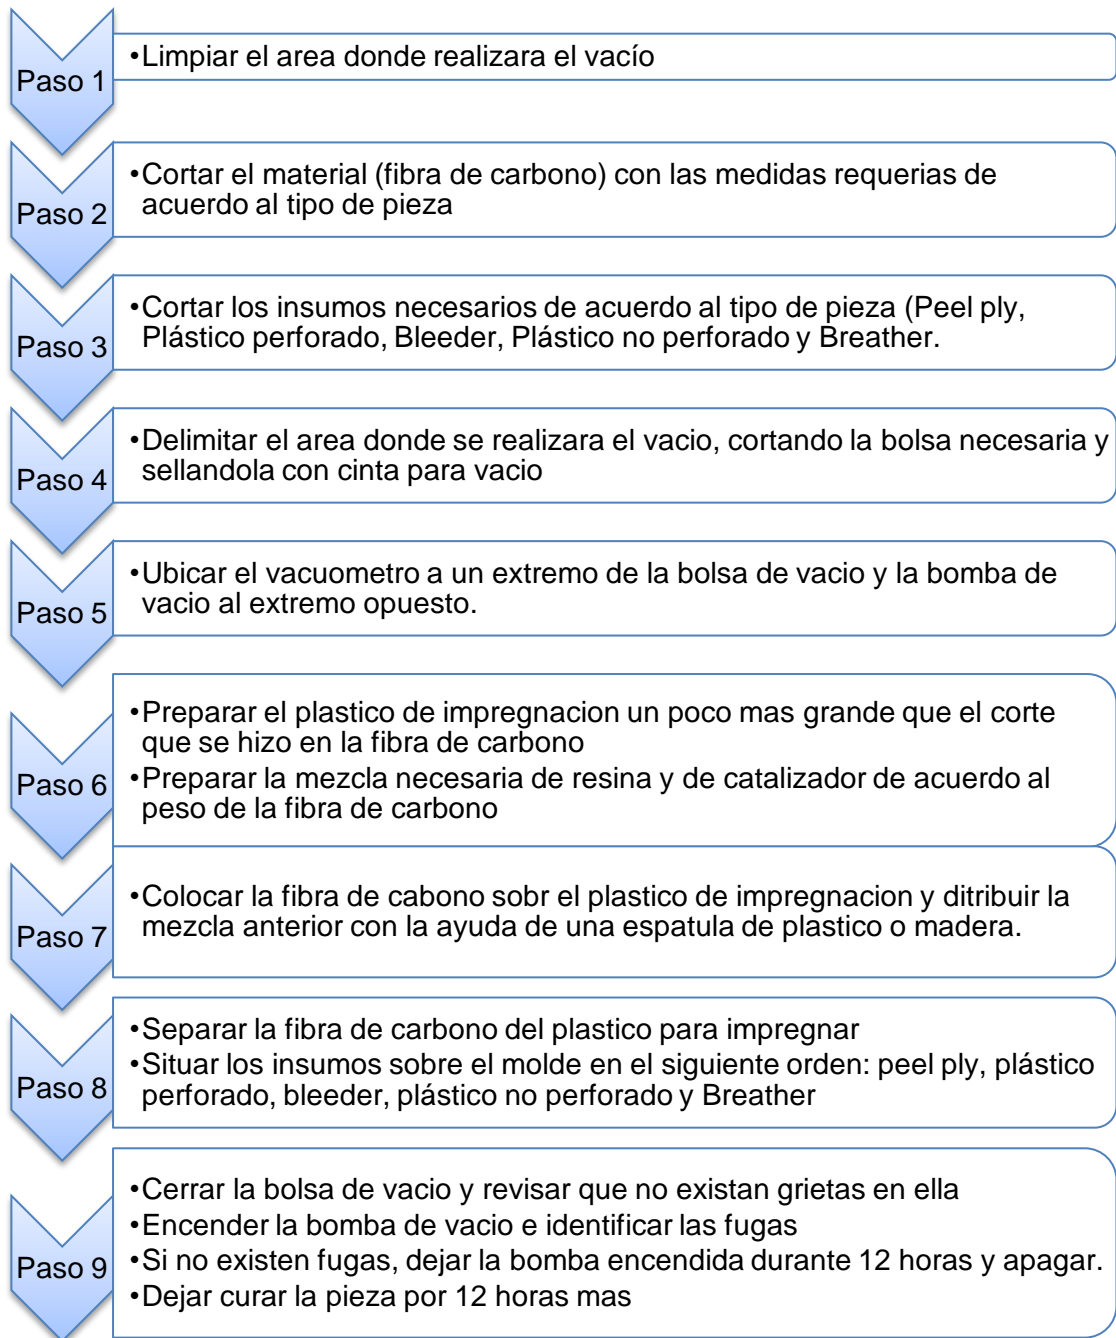 Paso 1
•Limpiar el area donde realizara el vacío
Paso 2
•Cortar el material (fibra de carbono) con las medidas requerias de
acuerdo al tipo de pieza
Paso 3
•Cortar los insumos necesarios de acuerdo al tipo de pieza (Peel ply,
Plástico perforado, Bleeder, Plástico no perforado y Breather.
Paso 4
•Delimitar el area donde se realizara el vacio, cortando la bolsa necesaria y
sellandola con cinta para vacio
Paso 5
•Ubicar el vacuometro a un extremo de la bolsa de vacio y la bomba de
vacio al extremo opuesto.
Paso 6
•Preparar el plastico de impregnacion un poco mas grande que el corte
que se hizo en la fibra de carbono
•Preparar la mezcla necesaria de resina y de catalizador de acuerdo al
peso de la fibra de carbono
Paso 7
•Colocar la fibra de cabono sobr el plastico de impregnacion y ditribuir la
mezcla anterior con la ayuda de una espatula de plastico o madera.
Paso 8
•Separar la fibra de carbono del plastico para impregnar
•Situar los insumos sobre el molde en el siguiente orden: peel ply, plástico
perforado, bleeder, plástico no perforado y Breather
Paso 9
•Cerrar la bolsa de vacio y revisar que no existan grietas en ella
•Encender la bomba de vacio e identificar las fugas
•Si no existen fugas, dejar la bomba encendida durante 12 horas y apagar.
•Dejar curar la pieza por 12 horas mas